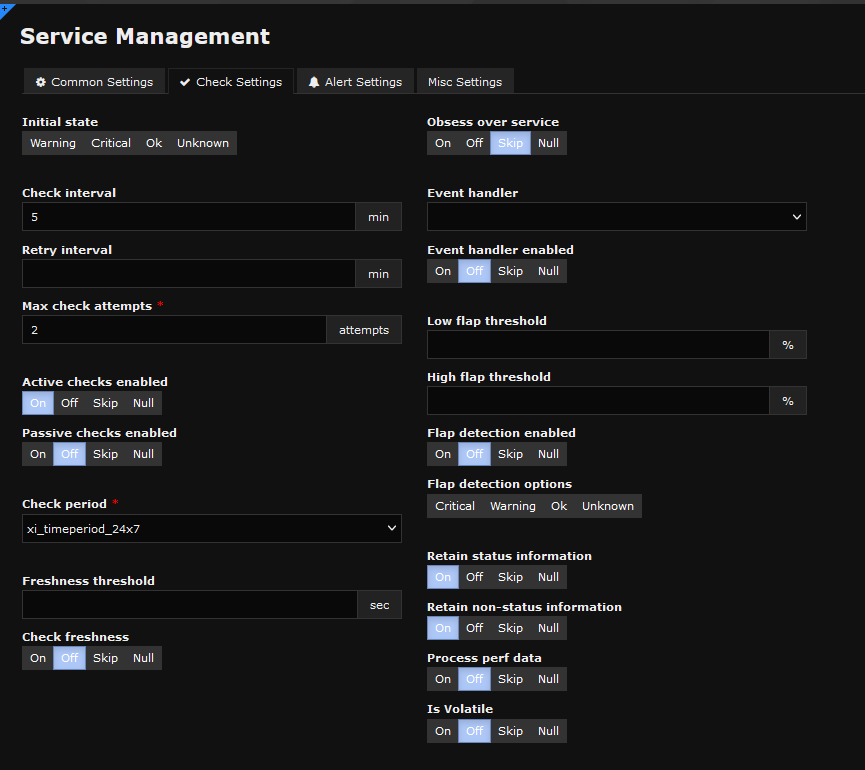 Service Management
Common Settings
Check Settings
Alert Settings
Misc Settings
Initial state
Warning Critical Ok Unknown
Check interval
5 min
Retry interval
min
Max check attempts *
2 attempts
Active checks enabled
On Off Skip Null
Passive checks enabled
On Off Skip Null
Check period *
xi_timeperiod_24x7
Freshness threshold
sec
Check freshness
On Off Skip Null
Obsess over service
On Off Skip Null
Event handler
Event handler enabled
On Off Skip Null
Low flap threshold
%
High flap threshold
%
Flap detection enabled
On Off Skip Null
Flap detection options
Critical Warning Ok Unknown
Retain status information
On Off Skip Null
Retain non-status information
On Off Skip Null
Process perf data
On Off Skip Null
Is Volatile
On Off Skip Null